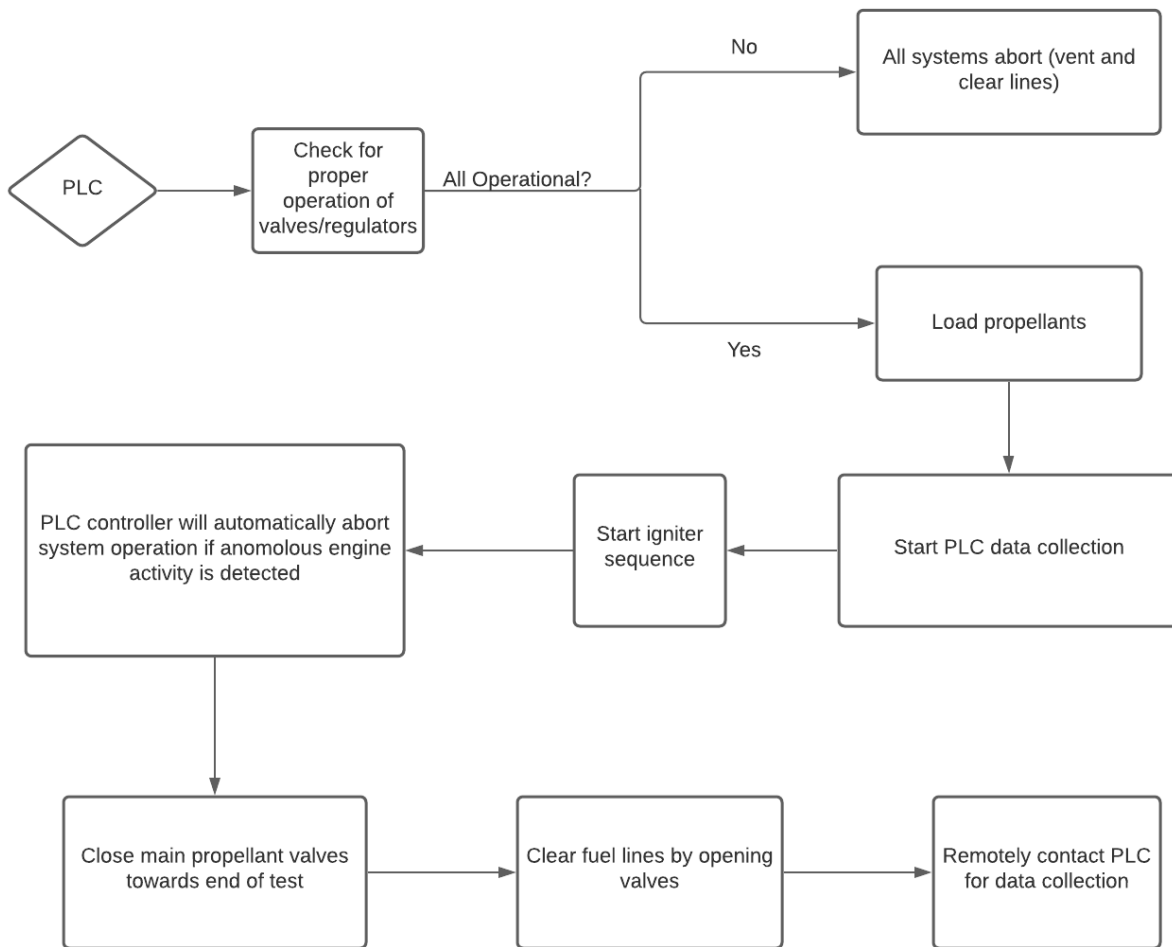 No
All systems abort (vent and
clear lines)
PLC
Check for
proper
operation of
valves/regulators
All Operational?
Load propellants
Yes
PLC controller will automatically abort
system operation if anomolous engine
activity is detected
Start igniter
sequence
Start PLC data collection
Close main propellant valves
towards end of test
Clear fuel lines by opening
valves
Remotely contact PLC
for data collection